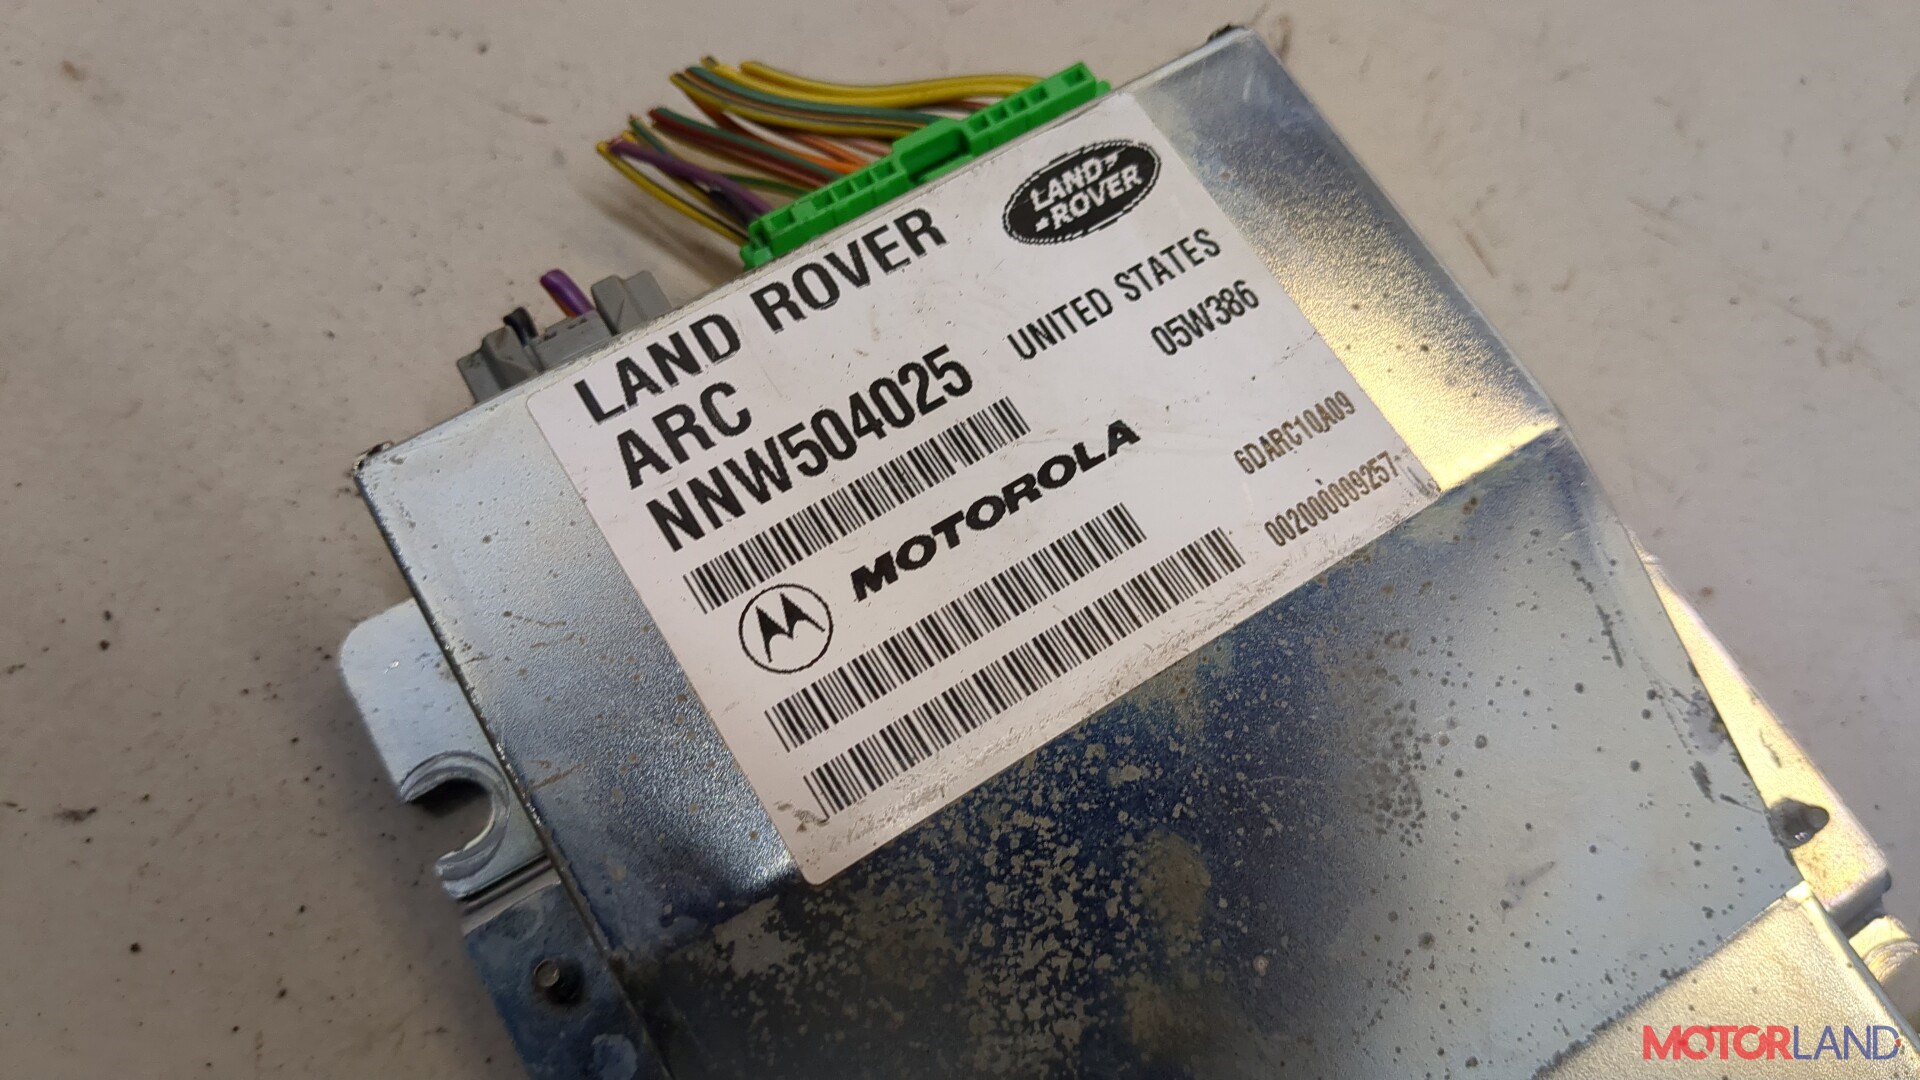 LAND ROVER
LAND ROVER
ARC
UNITED STATES
NNW504025
05W386
MOTOROLA
6DARC10A09
002000009257
MOTORLAND